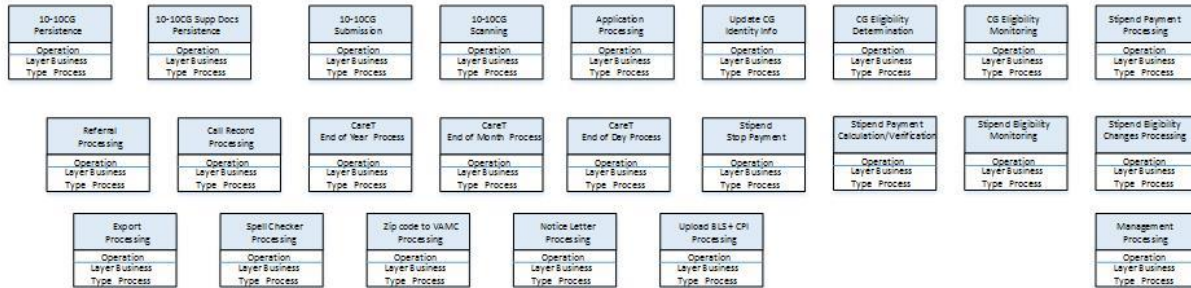 10-10CG
Persistence
Operation
Layer Business
Type Process
10-10CG Supp Docs
Persistence
Operation
Layer Business
Type Process
10-10CG
Submission
Operation
Layer Business
Type Process
10-10CG
Scanning
Operation
Layer Business
Type Process
Application
Processing
Operation
Layer Business
Type Process
Update CG
Identity Info
Operation
Layer Business
Type Process
CG Eligibility
Determination
Operation
Layer Business
Type Process
CG Eligibility
Monitoring
Operation
Layer Business
Type Process
Stipend Payment
Processing
Operation
Layer Business
Type Process
Referral
Processing
Operation
Layer Business
Type Process
Call Record
Processing
Operation
Layer Business
Type Process
CareT
End of Year Process
Operation
Layer Business
Type Process
CareT
End of Month Process
Operation
Layer Business
Type Process
CareT
End of Day Process
Operation
Layer Business
Type Process
Stipend
Stop Payment
Operation
Layer Business
Type Process
Stipend Payment
Calculation/Verification
Operation
Layer Business
Type Process
Stipend Eligibility
Monitoring
Operation
Layer Business
Type Process
Stipend Eligibility
Changes Processing
Operation
Layer Business
Type Process
Export
Processing
Operation
Layer Business
Type Process
Spell Checker
Processing
Operation
Layer Business
Type Process
Zip code to VAMC
Processing
Operation
Layer Business
Type Process
Notice Letter
Processing
Operation
Layer Business
Type Process
Upload BLS+ CPI
Processing
Operation
Layer Business
Type Process
Management
Processing
Operation
Layer Business
Type Process